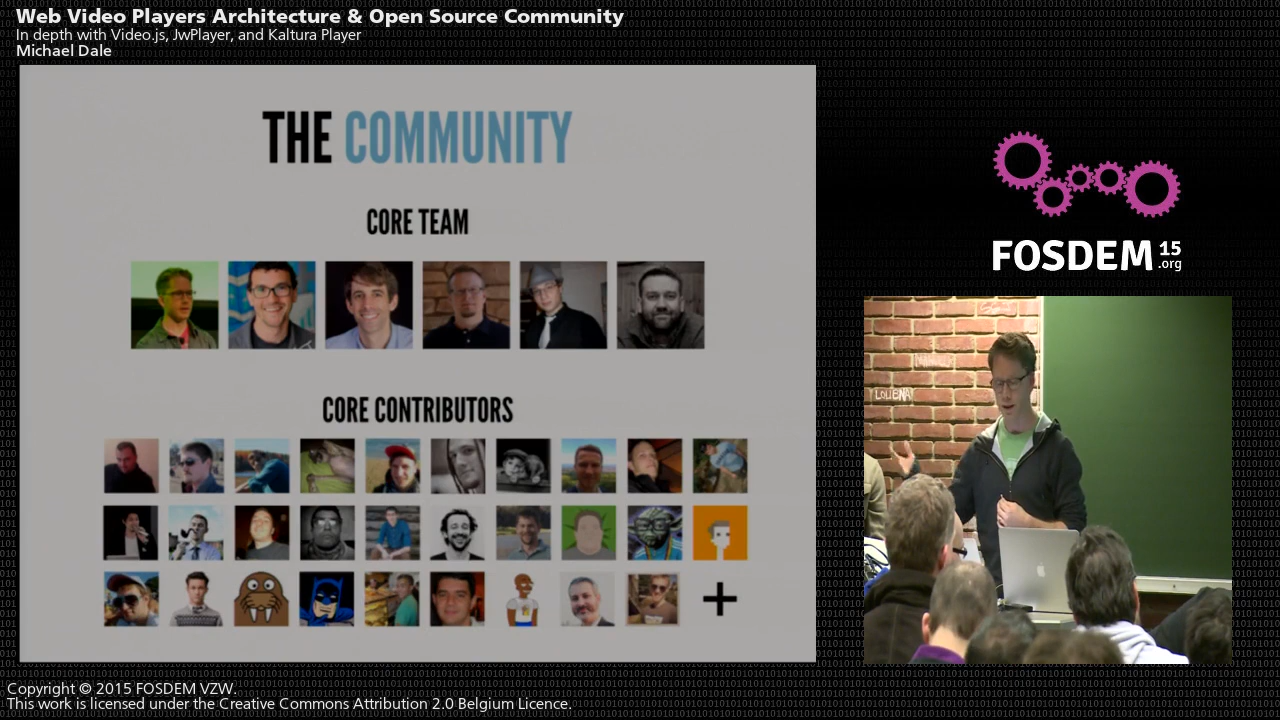 Web Video Players Architecture & Open Source Community
In depth with Video.js, JwPlayer, and Kaltura Player
Michael Dale
THE COMMUNITY
CORE TEAM
CORE CONTRIBUTORS
+
FOSDEM 15
.org
Copyright © 2015 FOSDEM VZW.
This work is licensed under the Creative Commons Attribution 2.0 Belgium Licence.